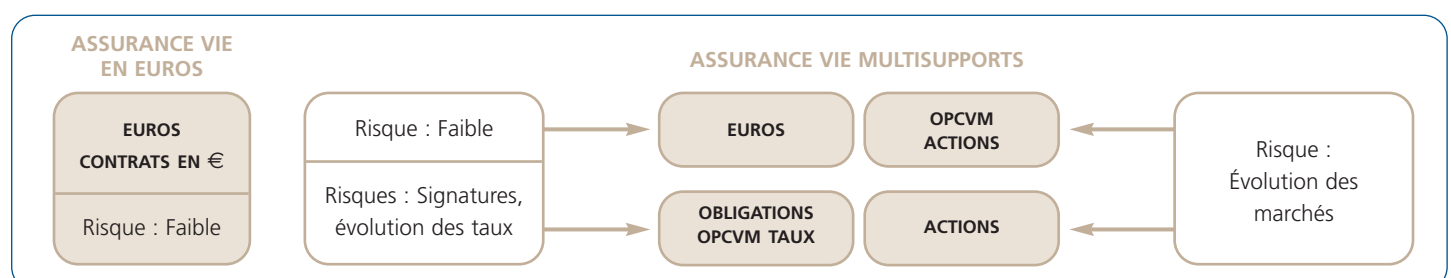 ASSURANCE VIE
EN EUROS
EUROS
CONTRATS EN €
Risque : Faible
ASSURANCE VIE MULTISUPPORTS
Risque : Faible
Risques : Signatures,
évolution des taux
EUROS
OPCVM
ACTIONS
OBLIGATIONS
OPCVM TAUX
ACTIONS
Risque :
Évolution des
marchés